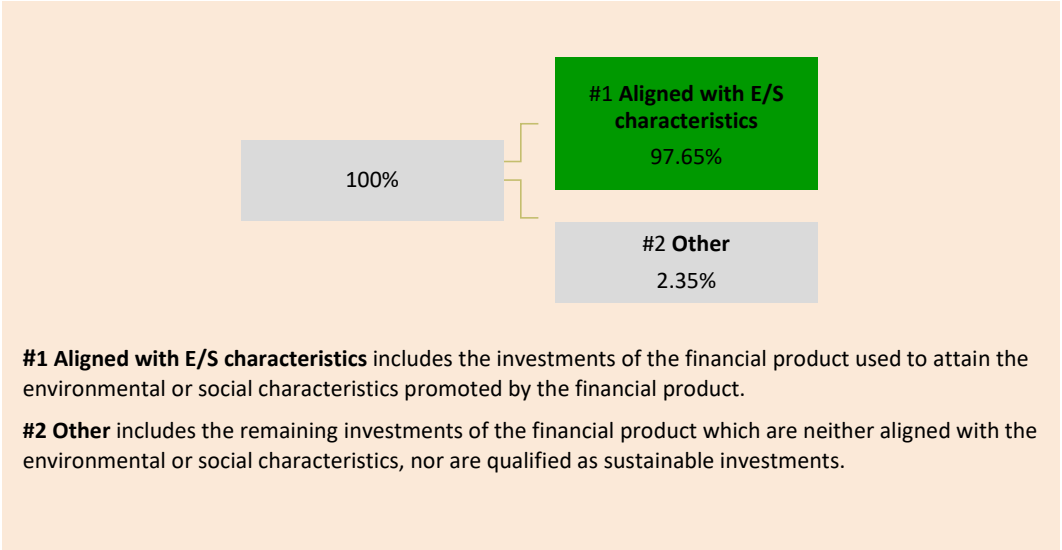 #1 Aligned with E/S
characteristics
97.65%
100%
#2 Other
2.35%
#1 Aligned with E/S characteristics includes the investments of the financial product used to attain the
environmental or social characteristics promoted by the financial product.
#2 Other includes the remaining investments of the financial product which are neither aligned with the
environmental or social characteristics, nor are qualified as sustainable investments.